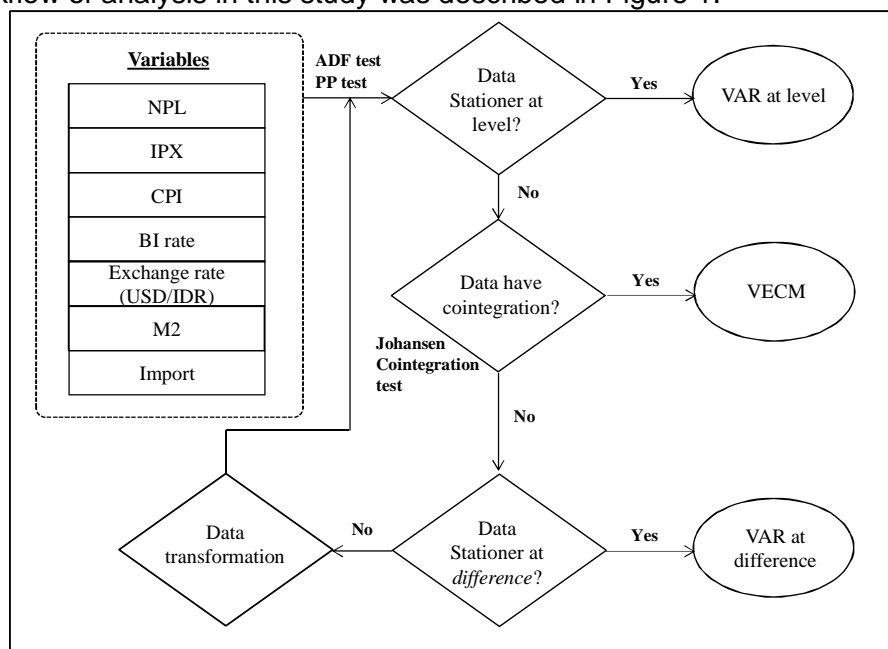 flow of analysis in this study was described in Figure 1.
Variables
NPL
IPX
CPI
BI rate
Exchange rate
(USD/IDR)
M2
Import
ADF test
PP test
Data
Stationer at
level?
Yes
VAR at level
No
Data have
cointegration?
Yes
VECM
Johansen
Cointegration
test
No
Data
Stationer at
difference?
Yes
VAR at
difference
No
Data
transformation